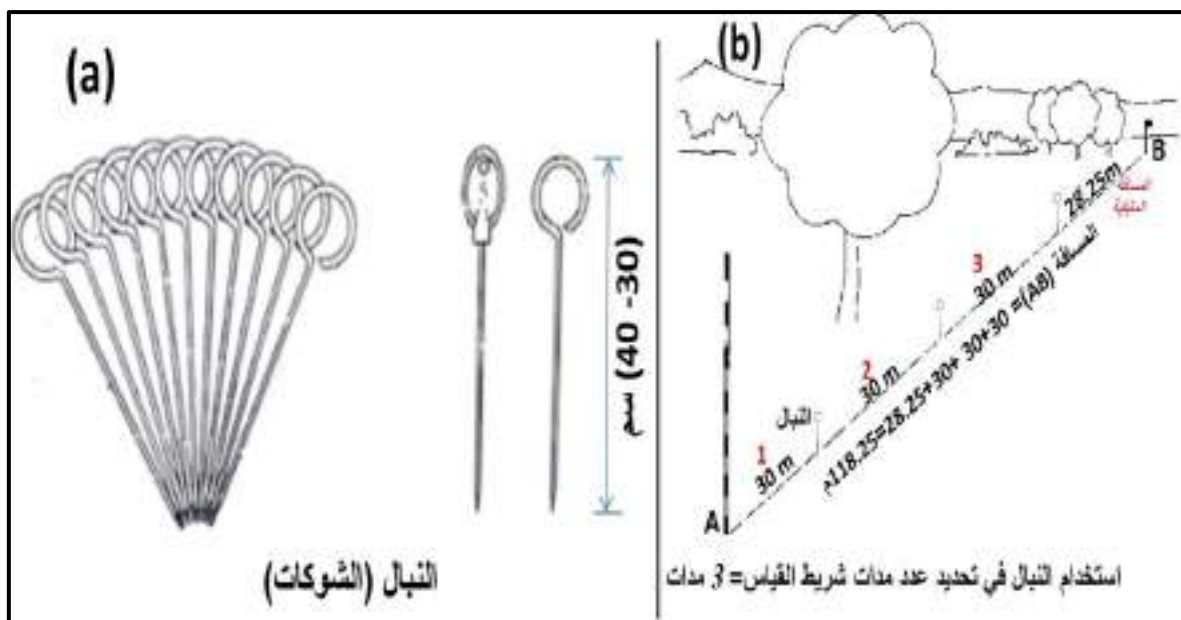 (a)
سم (40 -30)
النبال (الشوكات)
(b)
B
28.25m
المسافة
المتبقية
3
30 m
2
30 m
النبال
1
30 m
المسافة (AB)= 30+30 +30+28.25=118.25م
A
استخدام النبال في تحديد عدد مدات شريط القياس= 3 مدات